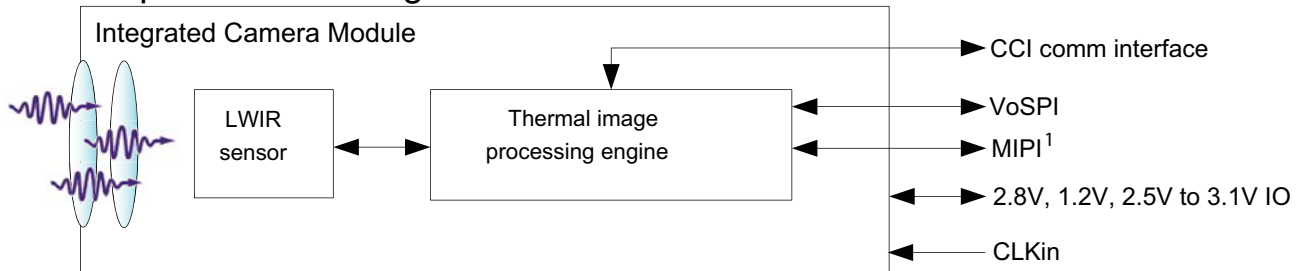 Integrated Camera Module
CCI comm interface
LWIR
sensor
Thermal image
processing engine
VoSPI
MIPI¹
2.8V, 1.2V, 2.5V to 3.1V IO
CLKin